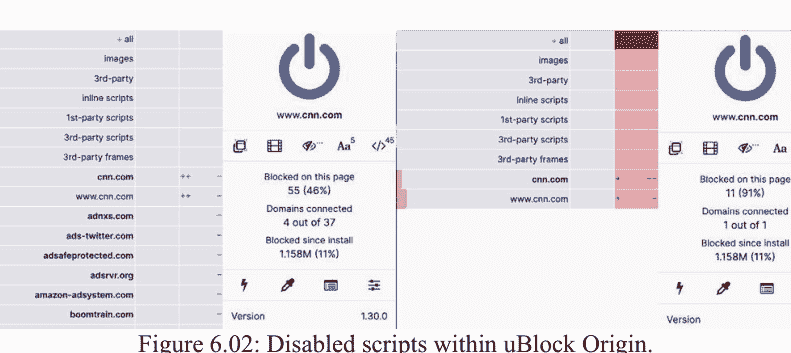 + all
images
3rd-party
inline scripts
1st-party scripts
3rd-party scripts
3rd-party frames
cnn.com ++ –
www.cnn.com ++ –
adnxs.com –
ads-twitter.com –
adsafeprotected.com –
adsrvr.org –
amazon-adsystem.com –
boomtrain.com –
www.cnn.com
Aa 5 </> 45
Blocked on this page
55 (46%)
Domains connected
4 out of 37
Blocked since install
1.158M (11%)
Version 1.30.0
+ all
images
3rd-party
inline scripts
1st-party scripts
3rd-party scripts
3rd-party frames
cnn.com + --
www.cnn.com + --
www.cnn.com
Aa
Blocked on this page
11 (91%)
Domains connected
1 out of 1
Blocked since install
1.158M (11%)
Version
Figure 6.02: Disabled scripts within uBlock Origin.